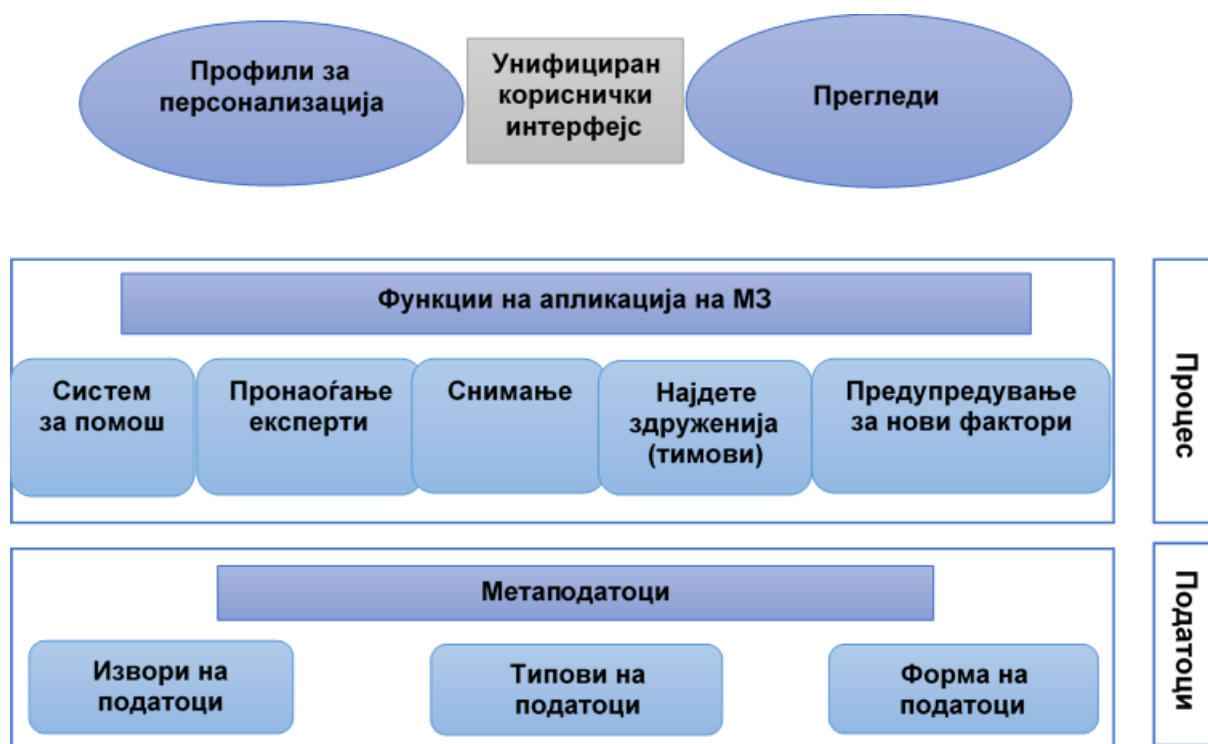 Профили за
персонализација
Унифициран
кориснички
интерфејс
Прегледи
Функции на апликација на МЗ
Систем
за помош
Пронаоѓање
експерти
Снимање
Најдете
здруженија
(тимови)
Предупредување
за нови фактори
Процес
Метаподатоци
Извори на
податоци
Типови на
податоци
Форма на
податоци
Податоци